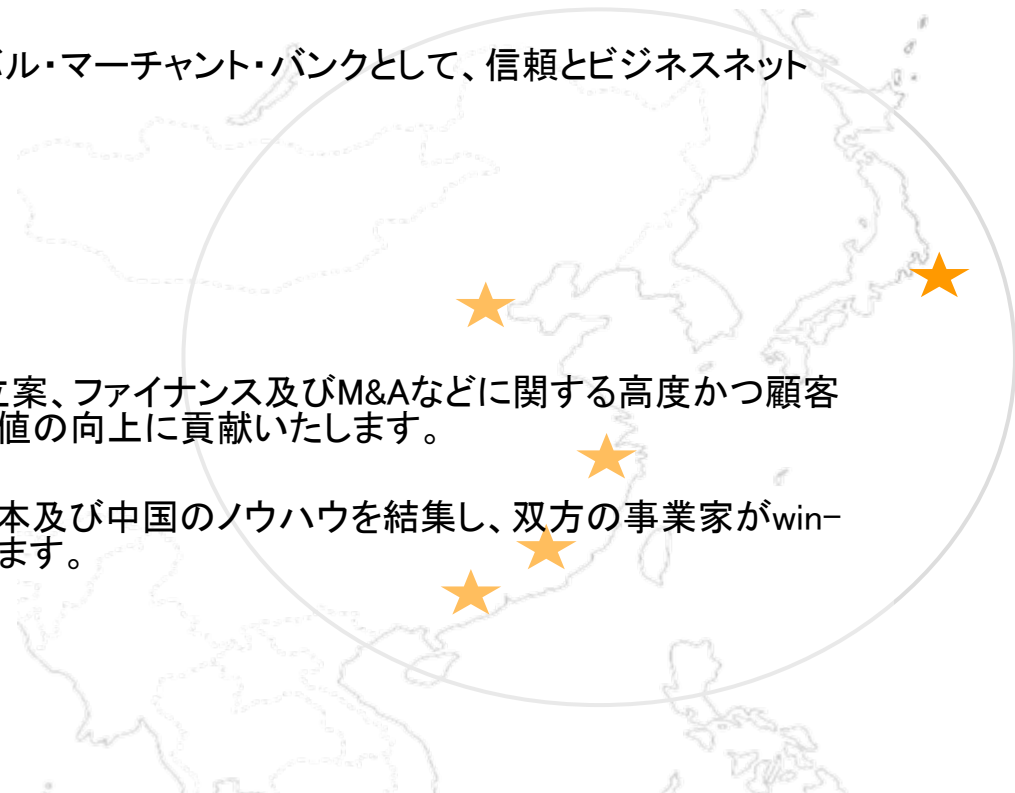 バル・マーチャント・バンクとして、信頼とビジネスネット
立案、ファイナンス及びM&Aなどに関する高度かつ顧客
値の向上に貢献いたします。
本及び中国のノウハウを結集し、双方の事業家がwin-
ます。